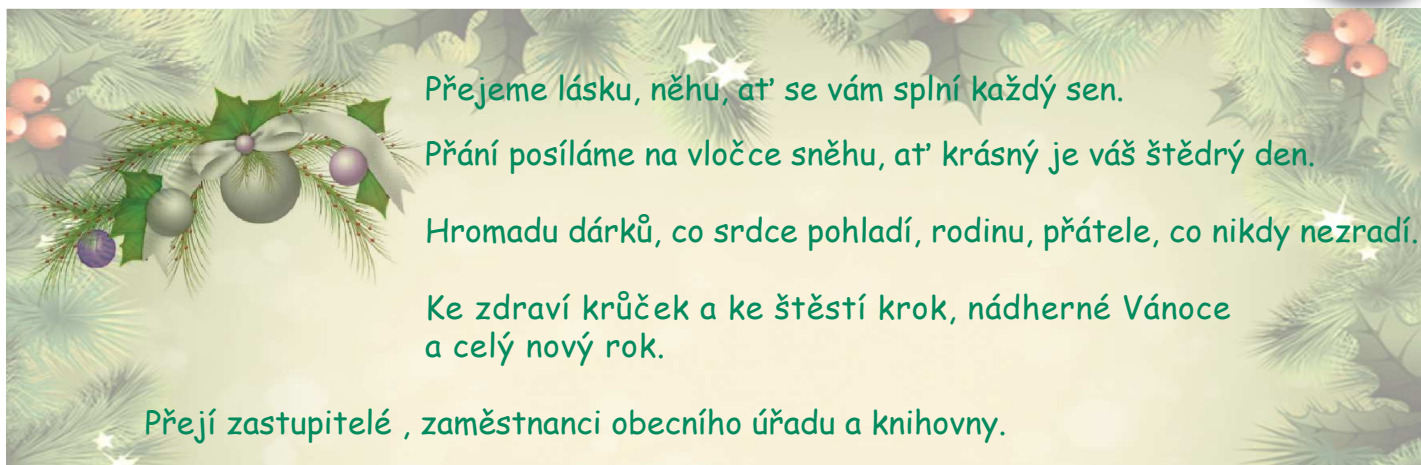 Přejeme lásku, něhu, ať se vám splní každý sen.
Přání posíláme na vločce sněhu, ať krásný je váš štědrý den.
Hromadu dárků, co srdce pohladí, rodinu, přátele, co nikdy nezradí.
Ke zdraví krůček a ke štěstí krok, nádherné Vánoce
a celý nový rok.
Přejí zastupitelé , zaměstnanci obecního úřadu a knihovny.